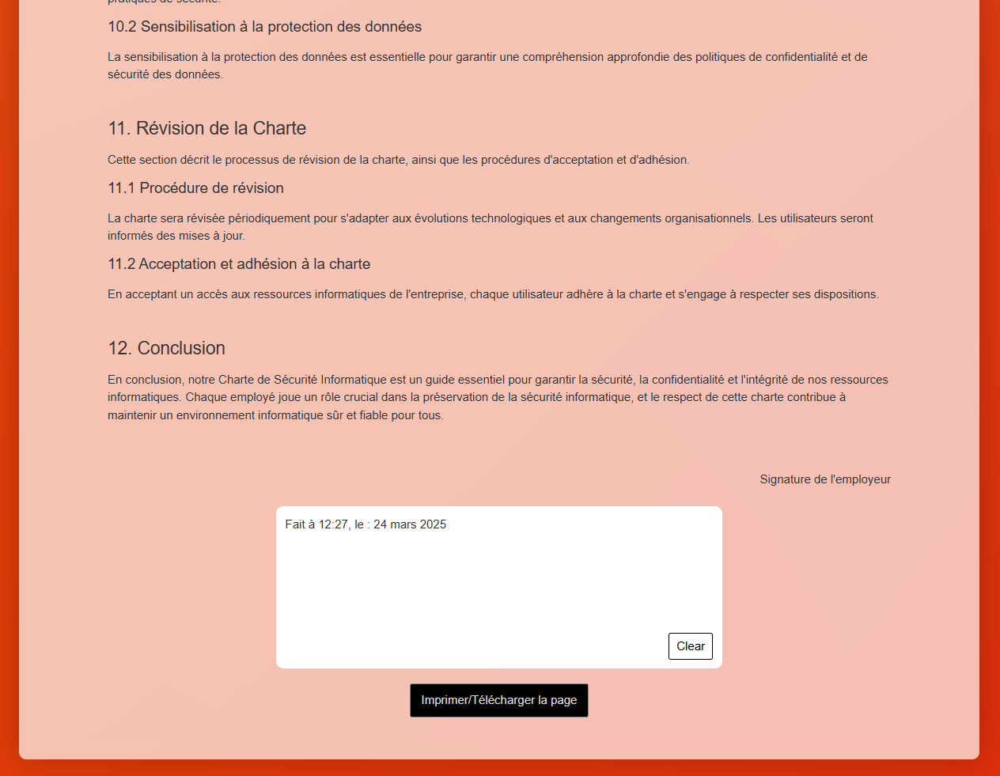 pratiques de sécurité.
10.2 Sensibilisation à la protection des données
La sensibilisation à la protection des données est essentielle pour garantir une compréhension approfondie des politiques de confidentialité et de
sécurité des données.
11. Révision de la Charte
Cette section décrit le processus de révision de la charte, ainsi que les procédures d'acceptation et d'adhésion.
11.1 Procédure de révision
La charte sera révisée périodiquement pour s'adapter aux évolutions technologiques et aux changements organisationnels. Les utilisateurs seront
informés des mises à jour.
11.2 Acceptation et adhésion à la charte
En acceptant un accès aux ressources informatiques de l'entreprise, chaque utilisateur adhère à la charte et s'engage à respecter ses dispositions.
12. Conclusion
En conclusion, notre Charte de Sécurité Informatique est un guide essentiel pour garantir la sécurité, la confidentialité et l'intégrité de nos ressources
informatiques. Chaque employé joue un rôle crucial dans la préservation de la sécurité informatique, et le respect de cette charte contribue à
maintenir un environnement informatique sûr et fiable pour tous.
Signature de l'employeur
Fait à 12:27, le : 24 mars 2025
Clear
Imprimer/Télécharger la page